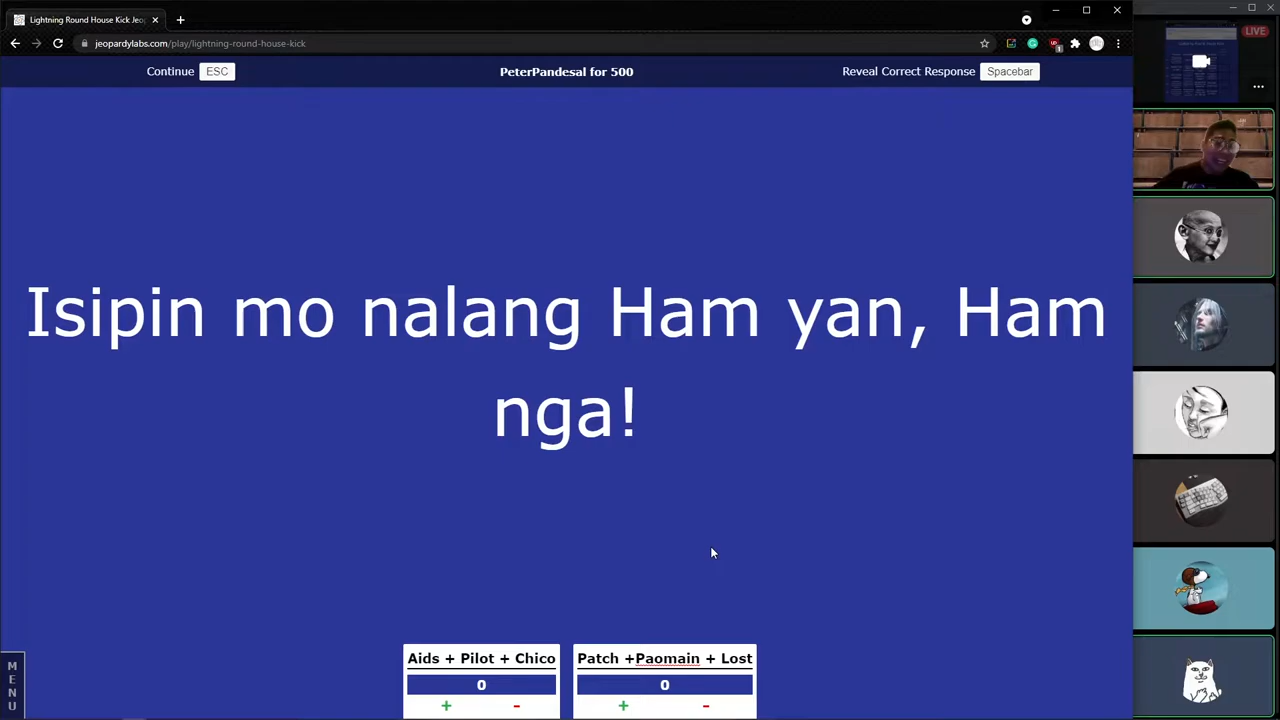 Lightning Round House Kick Jeo
jeopardylabs.com/play/lightning-round-house-kick
LIVE
Continue ESC
PeterPandesal for 500
Reveal Correct Response Spacebar
Isipin mo nalang Ham yan, Ham
nga!
Aids + Pilot + Chico
0
+ -
Patch +Paomain + Lost
0
+ -
MENU